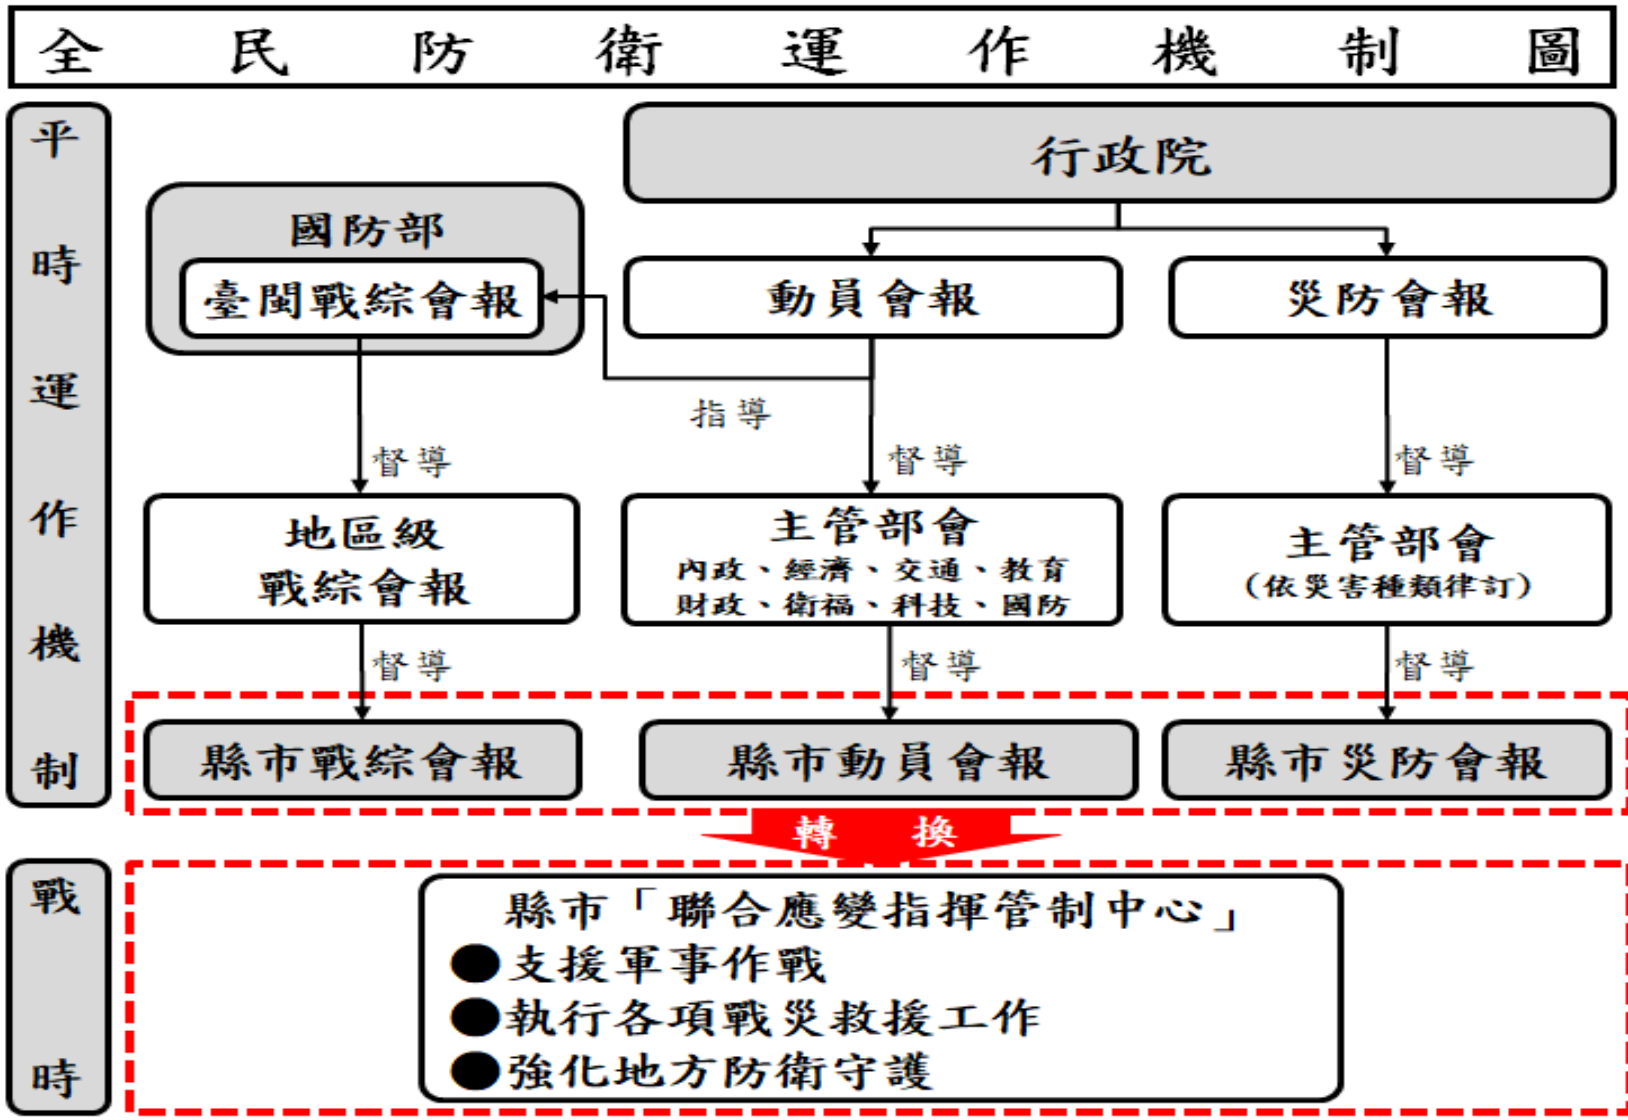 全民防衛運作機制圖
平時運作機制
行政院
國防部
臺閩戰綜會報
動員會報
災防會報
指導
督導
督導
督導
地區級
戰綜會報
主管部會
內政、經濟、交通、教育
財政、衛福、科技、國防
主管部會
(依災害種類律訂)
督導
督導
督導
縣市戰綜會報
縣市動員會報
縣市災防會報
轉換
戰時
縣市「聯合應變指揮管制中心」
●支援軍事作戰
●執行各項戰災救援工作
●強化地方防衛守護